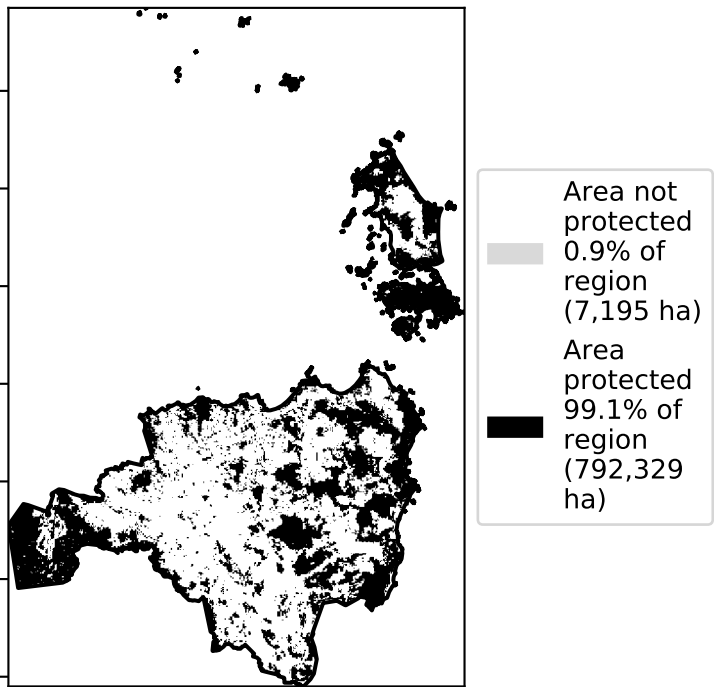 Area not
protected
0.9% of
region
(7,195 ha)
Area
protected
99.1% of
region
(792,329
ha)